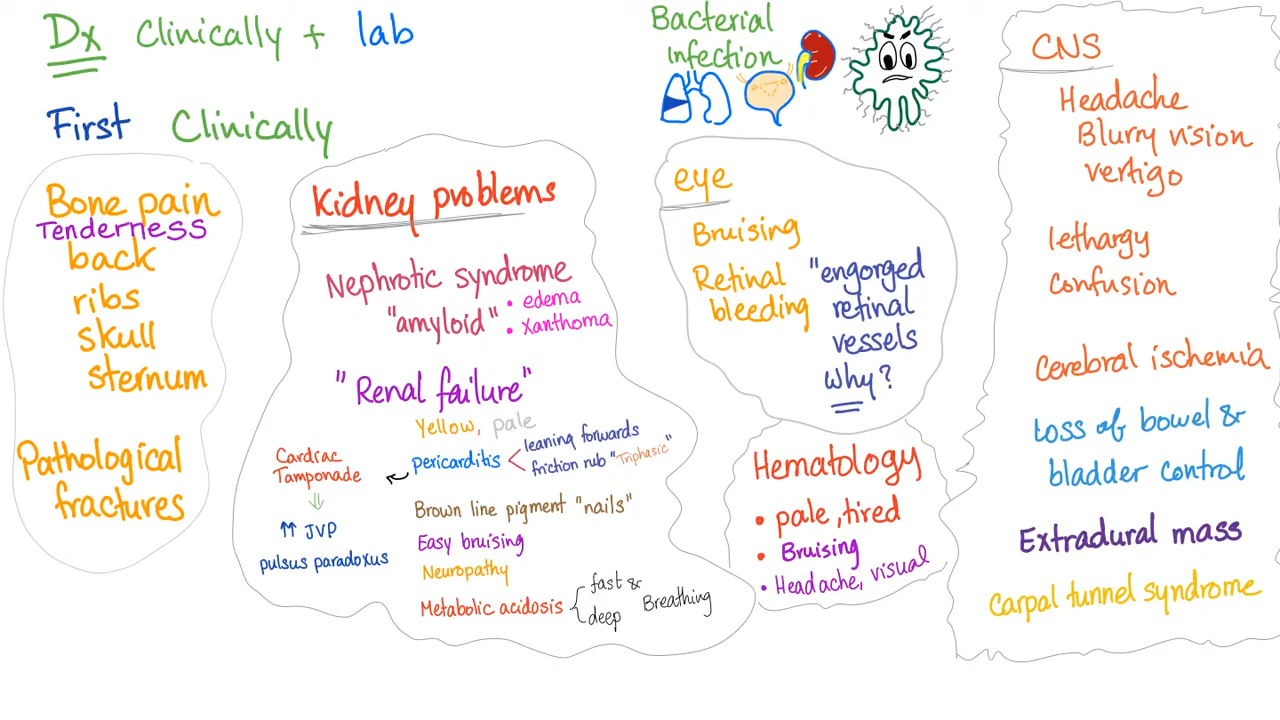 Dx Clinically + lab
First Clinically
Bone pain
Tenderness
back
ribs
skull
sternum
Pathological
fractures
Kidney problems
Nephrotic syndrome
"amyloid"
• edema
• Xanthoma
"Renal failure"
Yellow, pale
Pericarditis
leaning forwards
friction rub "Triphasic"
Cardiac
Tamponade
↑↑ JVP
pulsus paradoxus
Brown line pigment "nails"
Easy bruising
Neuropathy
Metabolic acidosis
fast &
deep
Breathing
Bacterial
infection
eye
Bruising
Retinal
bleeding
"engorged
retinal
vessels
Why?
Hematology
• pale, tired
• Bruising
• Headache, visual
CNS
Headache
Blurry vision
vertigo
lethargy
Confusion
Cerebral ischemia
Loss of bowel &
bladder control
Extradural mass
Carpal tunnel syndrome